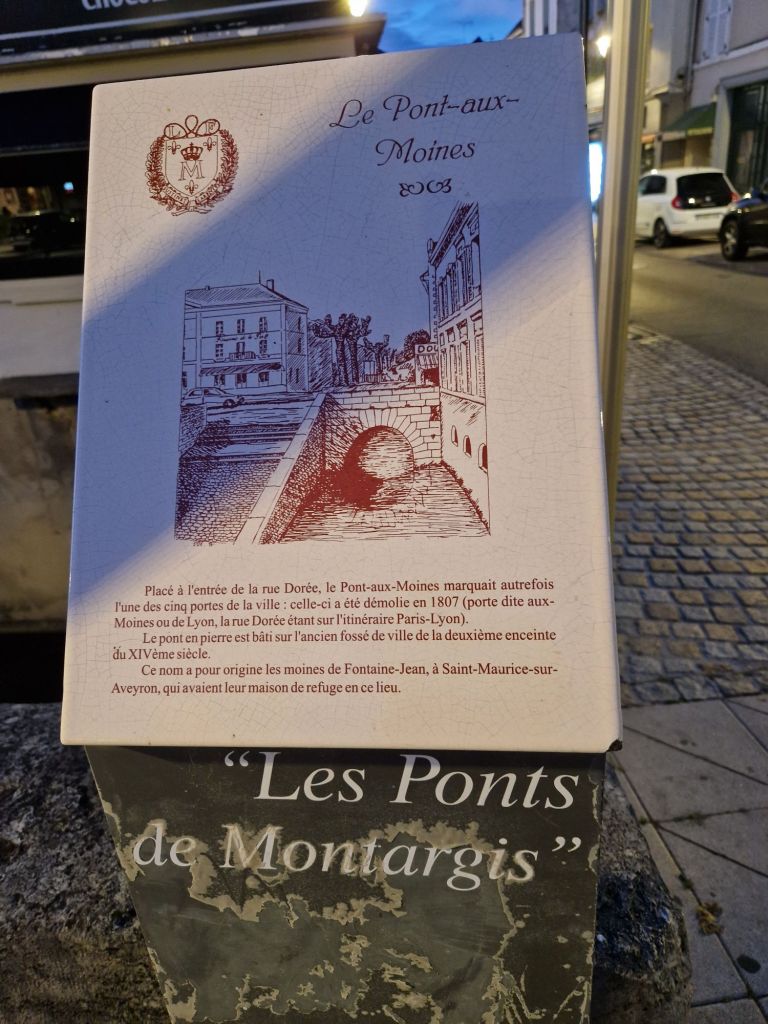 Le Pont-aux-
Moines
L F
M
DO
Placé à l'entrée de la rue Dorée, le Pont-aux-Moines marquait autrefois
l'une des cinq portes de la ville : celle-ci a été démolie en 1807 (porte dite aux-
Moines ou de Lyon, la rue Dorée étant sur l'itinéraire Paris-Lyon).
Le pont en pierre est bâti sur l'ancien fossé de ville de la deuxième enceinte
du XIVème siècle.
Ce nom a pour origine les moines de Fontaine-Jean, à Saint-Maurice-sur-
Aveyron, qui avaient leur maison de refuge en ce lieu.
“Les Ponts
de Montargis”